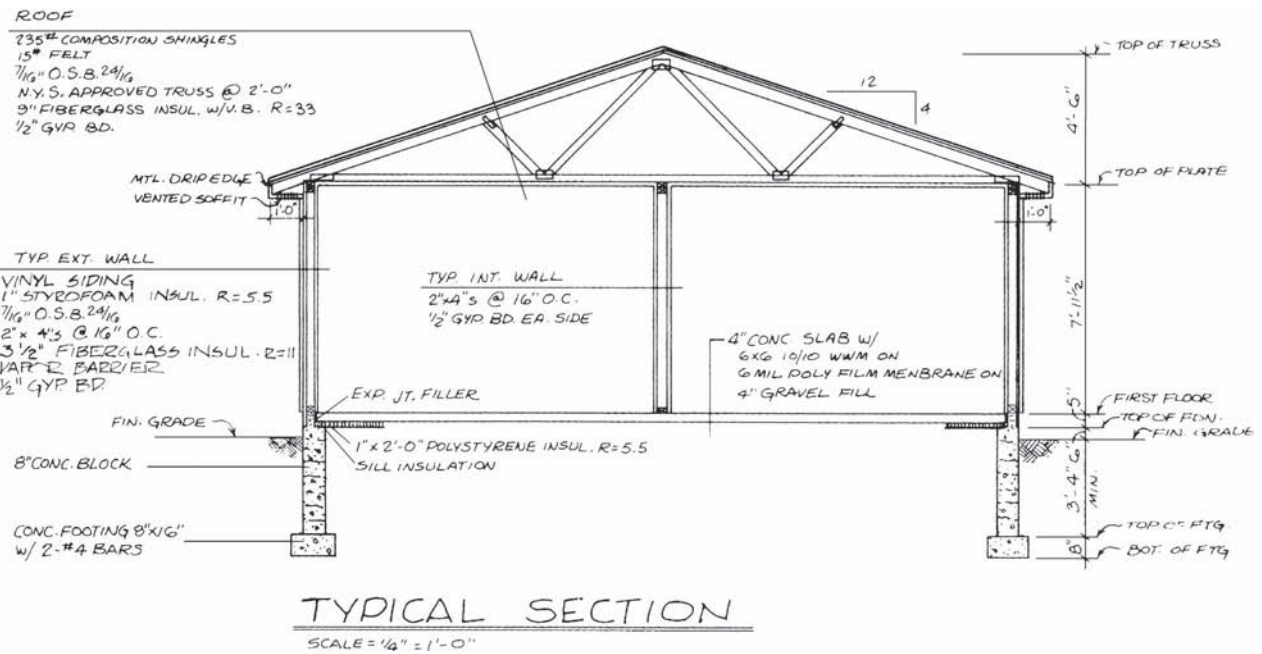 ROOF
235# COMPOSITION SHINGLES
15# FELT
7/16" O.S.B. 24/16
N.Y.S. APPROVED TRUSS @ 2'-0"
9" FIBERGLASS INSUL. W/V.B. R=33
1/2" GYP. BD.
12
4
TOP OF TRUSS
4'-6"
MTL. DRIP EDGE
VENTED SOFFIT
1'-0"
1'-0"
TOP OF PLATE
TYP. EXT. WALL
VINYL SIDING
1" STYROFOAM INSUL. R=5.5
7/16" O.S.B. 24/16
2" x 4"s @ 16" O.C.
3 1/2" FIBERGLASS INSUL. R=11
VAPOR BARRIER
1/2" GYP. BD.
TYP. INT. WALL
2"x4"s @ 16" O.C.
1/2" GYP. BD. EA. SIDE
7'-11 1/2"
4" CONC. SLAB W/
6x6 10/10 WWM ON
6 MIL POLY FILM MENBRANE ON
4" GRAVEL FILL
EXP. JT. FILLER
FIN. GRADE
1" x 2'-0" POLYSTYRENE INSUL. R=5.5
SILL INSULATION
5"
FIRST FLOOR
TOP OF FDN.
FIN. GRADE
6"
8" CONC. BLOCK
3'-4"
MIN.
CONC. FOOTING 8"x16"
W/ 2-#4 BARS
TOP OF FTG.
8"
BOT. OF FTG
TYPICAL SECTION
SCALE = 1/4" = 1'-0"